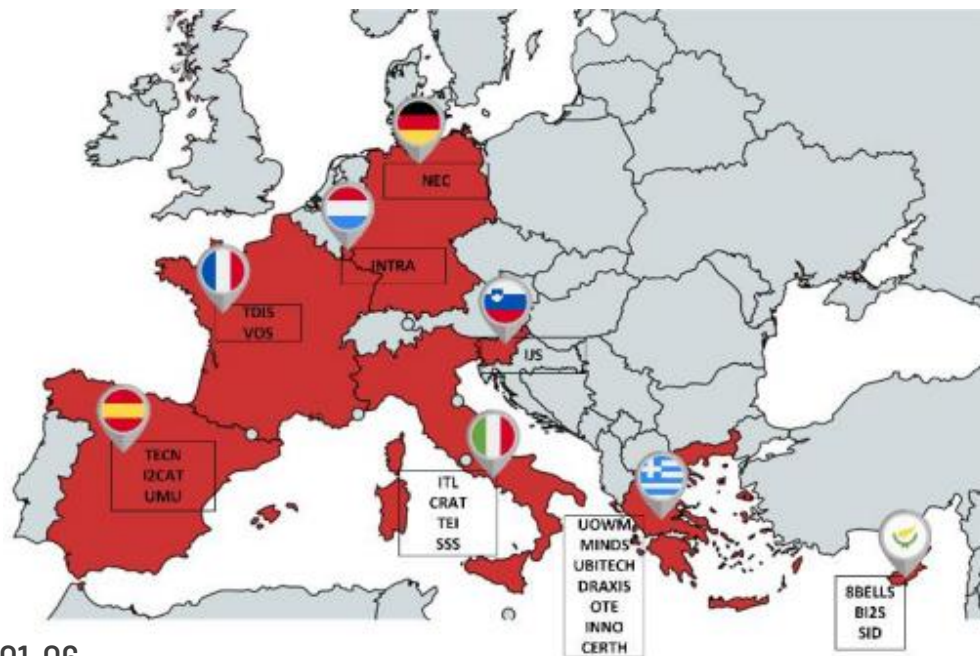 NEC
INTRA
TDIS
VOS
IJS
TECN
I2CAT
UMU
ITL
CRAT
TEI
SSS
UOWM
MINDS
UBITECH
DRAXIS
OTE
INNO
CERTH
8BELLS
BI2S
SID